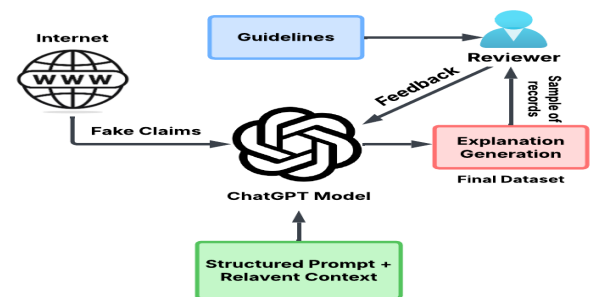 Internet
WWW
Guidelines
Reviewer
Feedback
Sample of
records
Fake Claims
Explanation
Generation
Final Dataset
ChatGPT Model
Structured Prompt +
Relavent Context